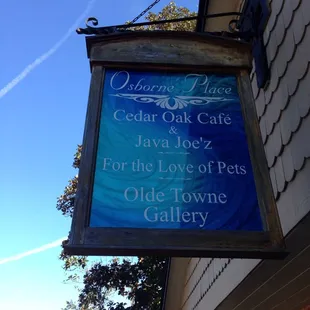 Osborne Place
Cedar Oak Café
&
Java Joe'z
For the Love of Pets
Olde Towne
Gallery